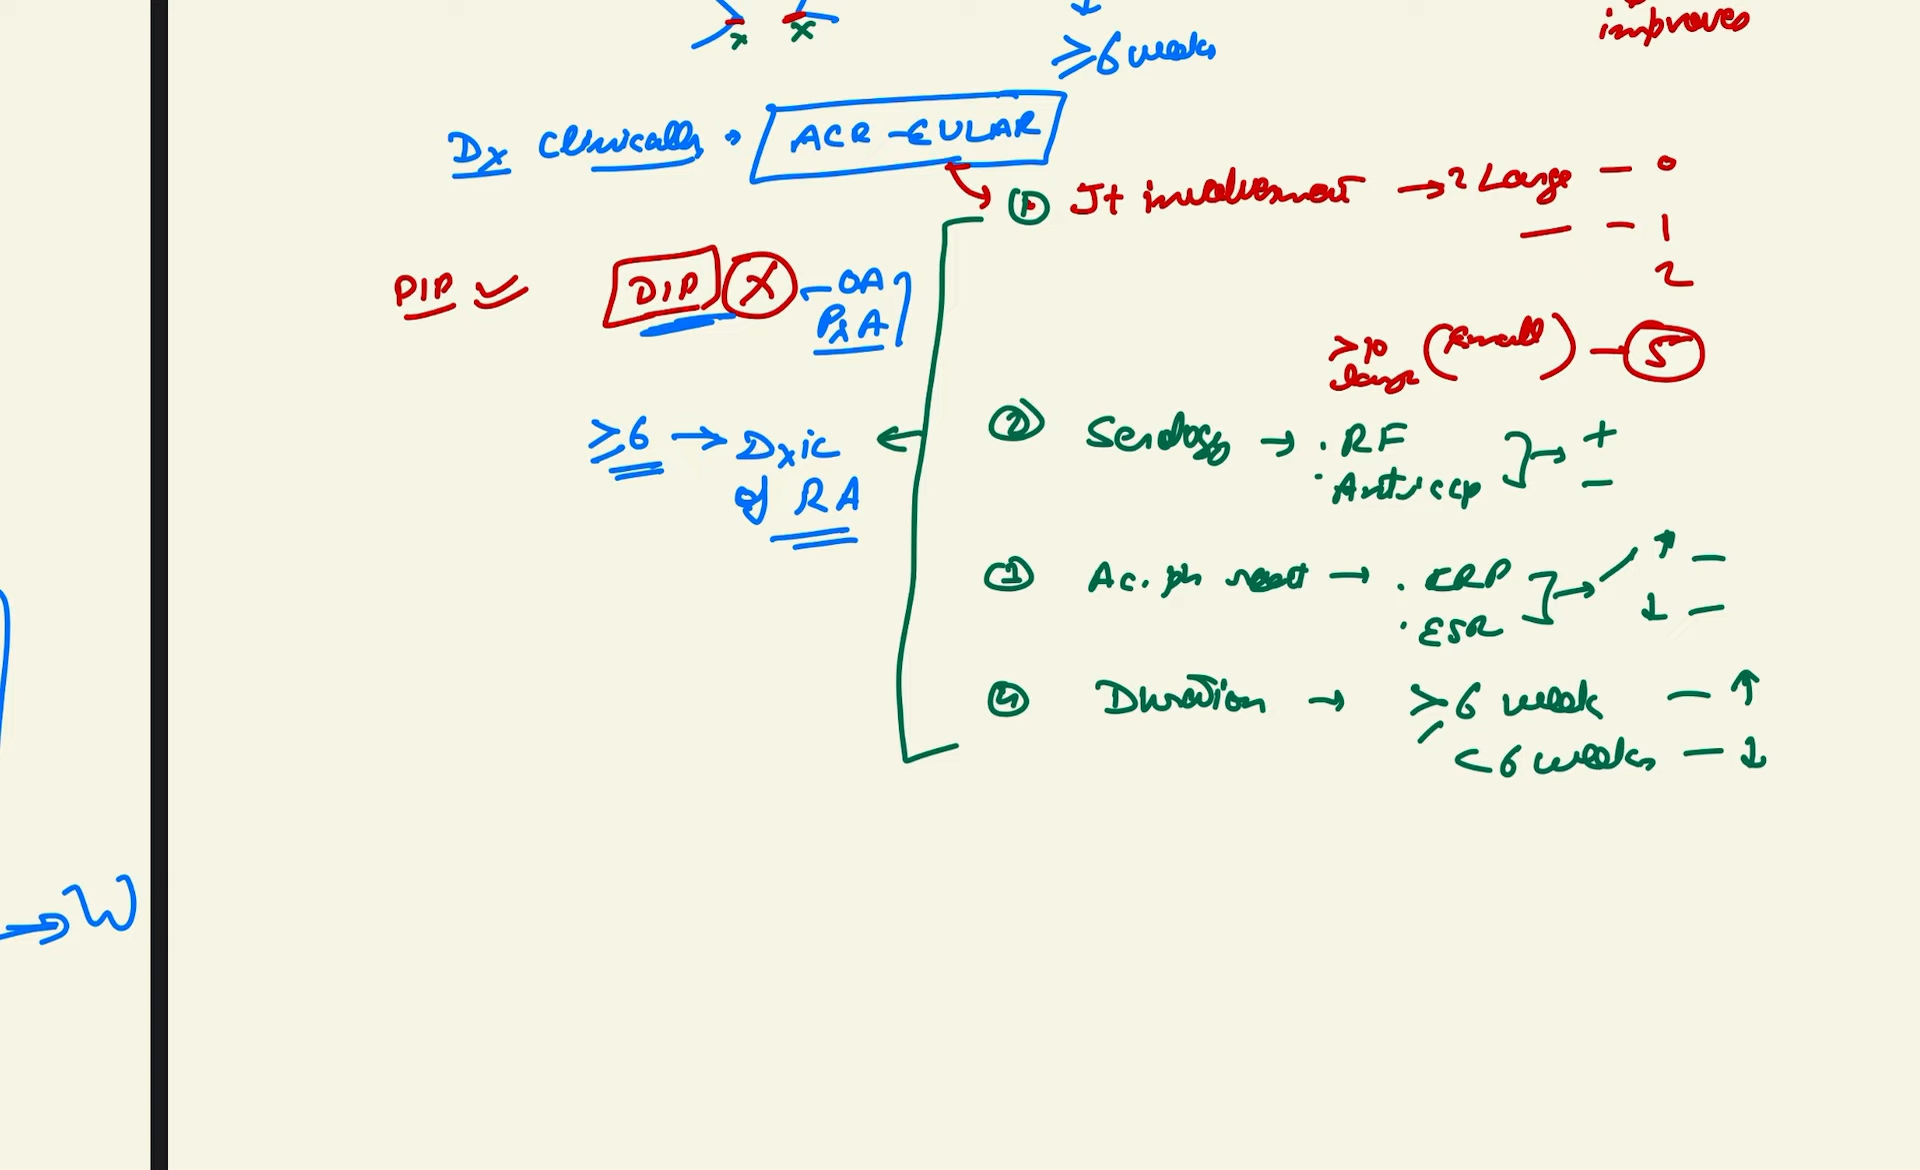 improves
≥6 weeks
Dx clinically • ACR-EULAR
① Jt involvement → 2 Large — 0
— — 1
2
PIP ✓ DIP X – OA
PsA
>10 large (small) — 5
② Serology → • RF
• Anti ccp } → +
−
≥6 → Dxic
of RA
③ Ac. ph react → • CRP
• ESR } → ↑ —
↓ —
④ Duration → ≥6 week — ↑
<6 weeks — ↓
→ W